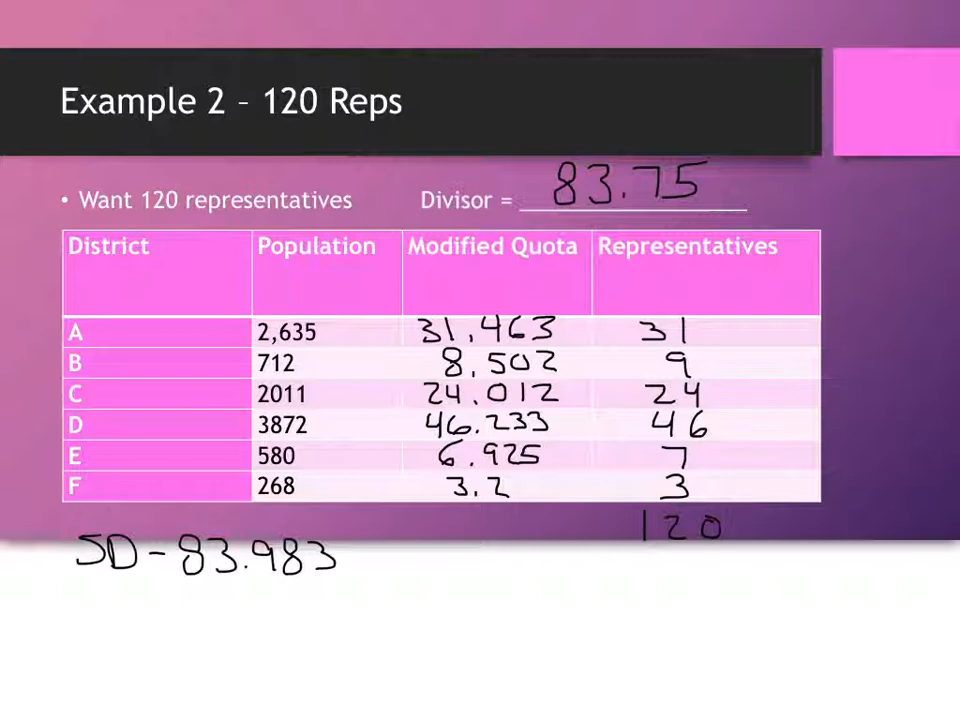 Example 2 – 120 Reps
• Want 120 representatives Divisor = 83.75
District Population Modified Quota Representatives
A 2,635 31.463 31
B 712 8.502 9
C 2011 24.012 24
D 3872 46.233 46
E 580 6.925 7
F 268 3.2 3
120
SD - 83.983